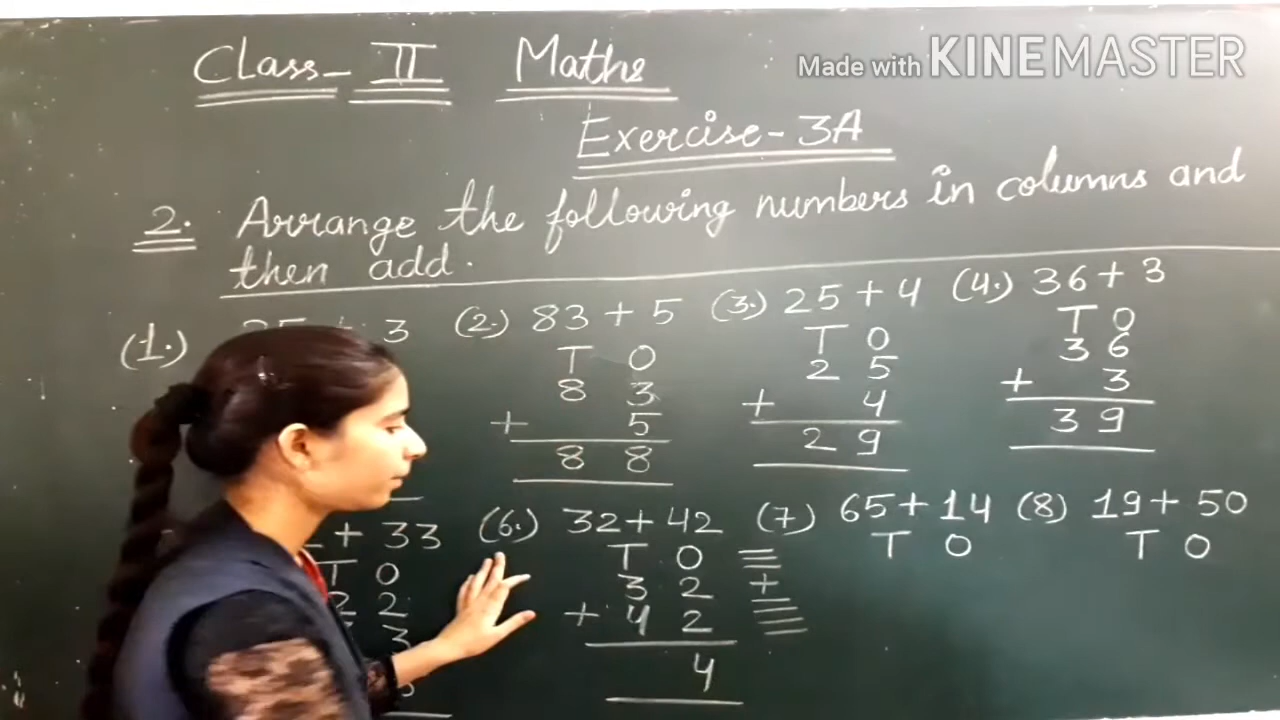 Made with KINEMASTER
Class- II Maths
Exercise-3A
2. Arrange the following numbers in columns and
then add.
(1.) 3
(2.) 83 + 5
T O
8 3
+ 5
8 8
(3.) 25 + 4
T O
2 5
+ 4
2 9
(4.) 36 + 3
T O
3 6
+ 3
3 9
+ 33
T O
2 2
3
(6.) 32 + 42
T O
3 2 +
+ 4 2
4
(7) 65 + 14
T O
(8) 19 + 50
T O